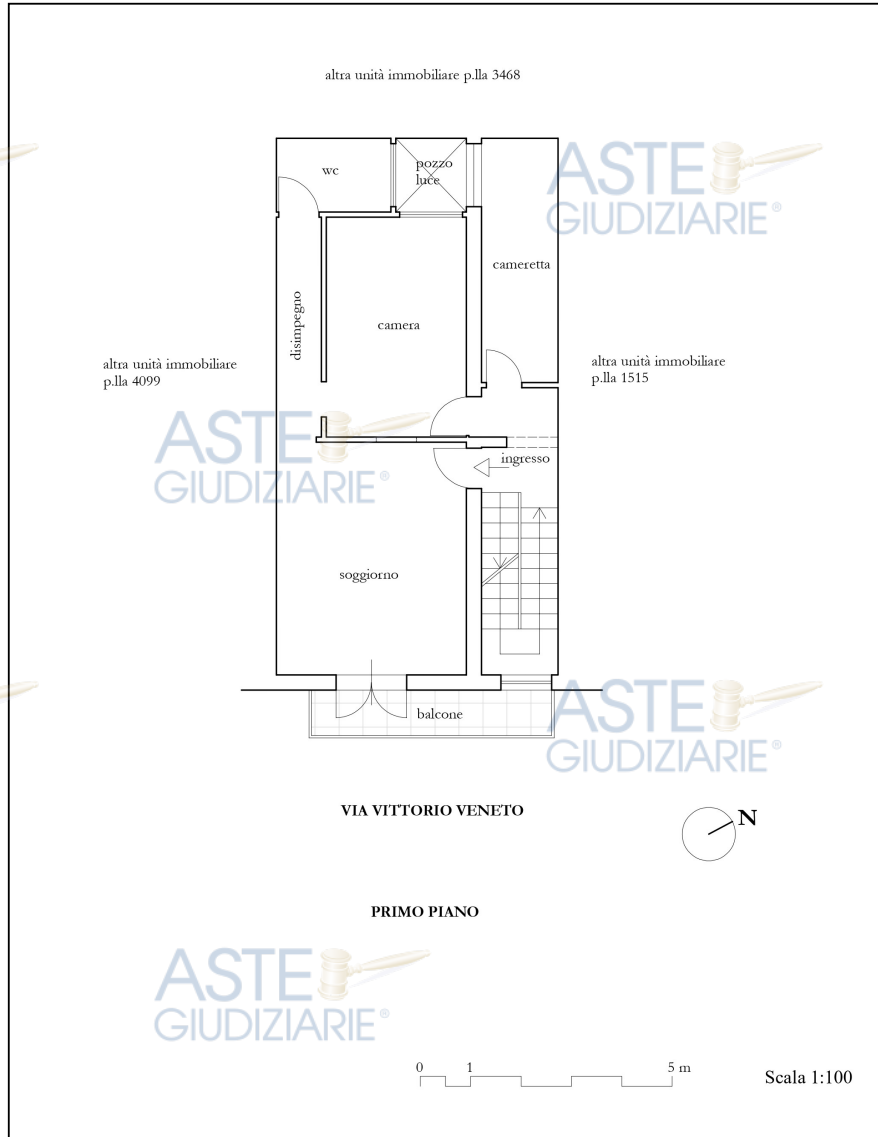 altra unità immobiliare p.lla 3468
wc
pozzo
luce
ASTE
GIUDIZIARIE®
cameretta
disimpegno
camera
altra unità immobiliare
p.lla 4099
altra unità immobiliare
p.lla 1515
ASTE
GIUDIZIARIE®
ingresso
soggiorno
balcone
ASTE
GIUDIZIARIE®
VIA VITTORIO VENETO
N
PRIMO PIANO
ASTE
GIUDIZIARIE®
0 1 5 m
Scala 1:100